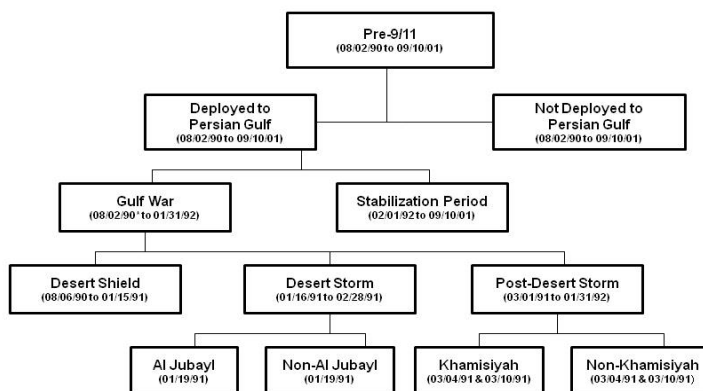 Pre-9/11
(08/02/90 to 09/10/01)
Deployed to
Persian Gulf
(08/02/90 to 09/10/01)
Not Deployed to
Persian Gulf
(08/02/90 to 09/10/01)
Gulf War
(08/02/90* to 01/31/92)
Stabilization Period
(02/01/92 to 09/10/01)
Desert Shield
(08/06/90 to 01/15/91)
Desert Storm
(01/16/91 to 02/28/91)
Post-Desert Storm
(03/01/91 to 01/31/92)
Al Jubayl
(01/19/91)
Non-Al Jubayl
(01/19/91)
Khamisiyah
(03/04/91 & 03/10/91)
Non-Khamisiyah
(03/04/91 & 03/10/91)